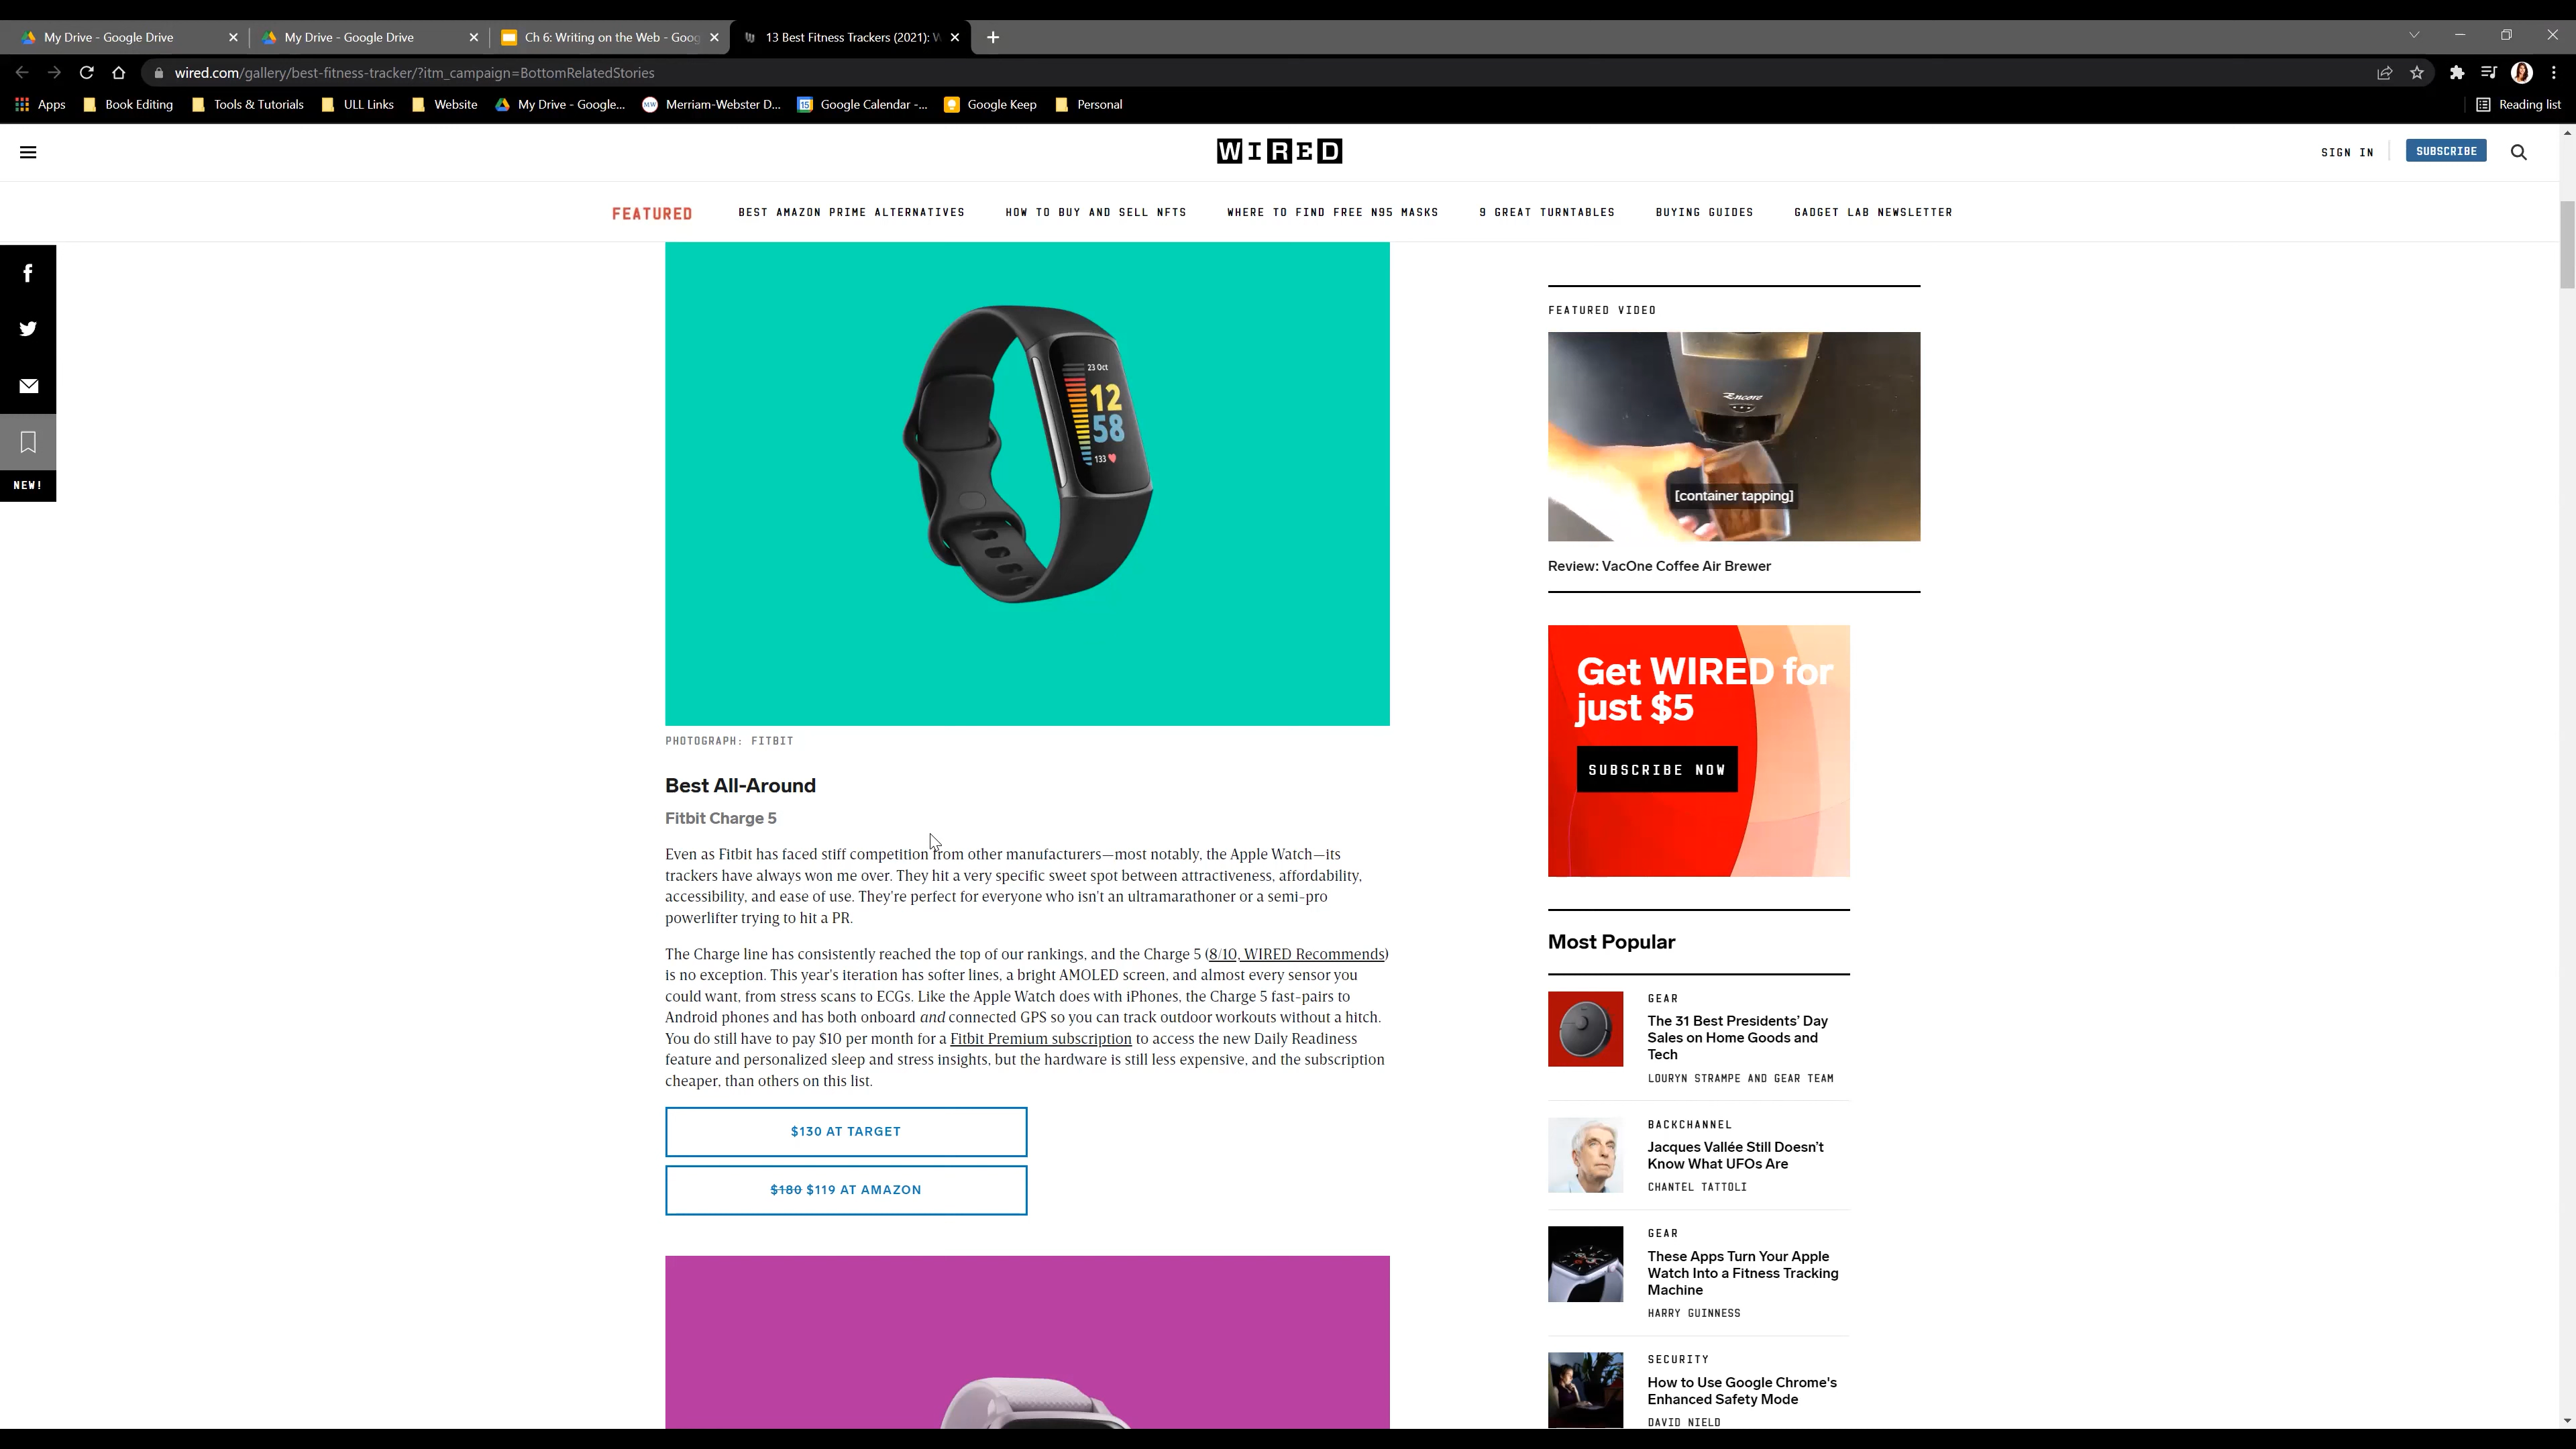 My Drive - Google Drive
My Drive - Google Drive
Ch 6: Writing on the Web - Goog
13 Best Fitness Trackers (2021): W
wired.com/gallery/best-fitness-tracker/?itm_campaign=BottomRelatedStories
Apps
Book Editing
Tools & Tutorials
ULL Links
Website
My Drive - Google...
Merriam-Webster D...
Google Calendar -...
Google Keep
Personal
Reading list
WIRED
SIGN IN
SUBSCRIBE
FEATURED
BEST AMAZON PRIME ALTERNATIVES
HOW TO BUY AND SELL NFTS
WHERE TO FIND FREE N95 MASKS
9 GREAT TURNTABLES
BUYING GUIDES
GADGET LAB NEWSLETTER
NEW!
23 Oct
12
58
133
PHOTOGRAPH: FITBIT
Best All-Around
Fitbit Charge 5
Even as Fitbit has faced stiff competition from other manufacturers—most notably, the Apple Watch—its
trackers have always won me over. They hit a very specific sweet spot between attractiveness, affordability,
accessibility, and ease of use. They're perfect for everyone who isn't an ultramarathoner or a semi-pro
powerlifter trying to hit a PR.
The Charge line has consistently reached the top of our rankings, and the Charge 5 (8/10, WIRED Recommends)
is no exception. This year's iteration has softer lines, a bright AMOLED screen, and almost every sensor you
could want, from stress scans to ECGs. Like the Apple Watch does with iPhones, the Charge 5 fast-pairs to
Android phones and has both onboard and connected GPS so you can track outdoor workouts without a hitch.
You do still have to pay $10 per month for a Fitbit Premium subscription to access the new Daily Readiness
feature and personalized sleep and stress insights, but the hardware is still less expensive, and the subscription
cheaper, than others on this list.
$130 AT TARGET
$180 $119 AT AMAZON
FEATURED VIDEO
Encore
[container tapping]
Review: VacOne Coffee Air Brewer
Get WIRED for
just $5
SUBSCRIBE NOW
Most Popular
GEAR
The 31 Best Presidents' Day
Sales on Home Goods and
Tech
LOURYN STRAMPE AND GEAR TEAM
BACKCHANNEL
Jacques Vallée Still Doesn't
Know What UFOs Are
CHANTEL TATTOLI
GEAR
These Apps Turn Your Apple
Watch Into a Fitness Tracking
Machine
HARRY GUINNESS
SECURITY
How to Use Google Chrome's
Enhanced Safety Mode
DAVID NIELD